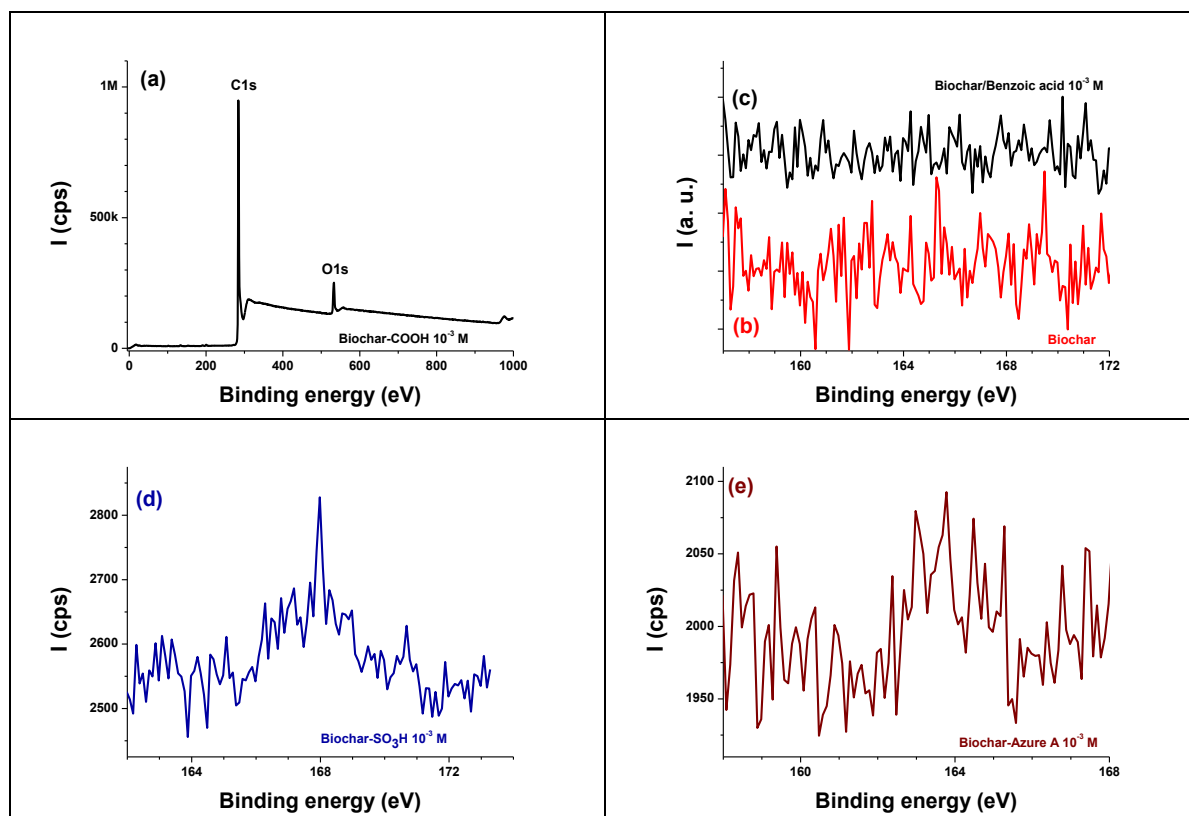 (a)
C1s
O1s
1M
500k
0
I (cps)
Biochar-COOH 10⁻³ M
0 200 400 600 800 1000
Binding energy (eV)
(c)
Biochar/Benzoic acid 10⁻³ M
I (a. u.)
(b)
Biochar
160 164 168 172
Binding energy (eV)
(d)
2800
2700
2600
2500
I (cps)
Biochar-SO₃H 10⁻³ M
164 168 172
Binding energy (eV)
(e)
2100
2050
2000
1950
I (cps)
Biochar-Azure A 10⁻³ M
160 164 168
Binding energy (eV)